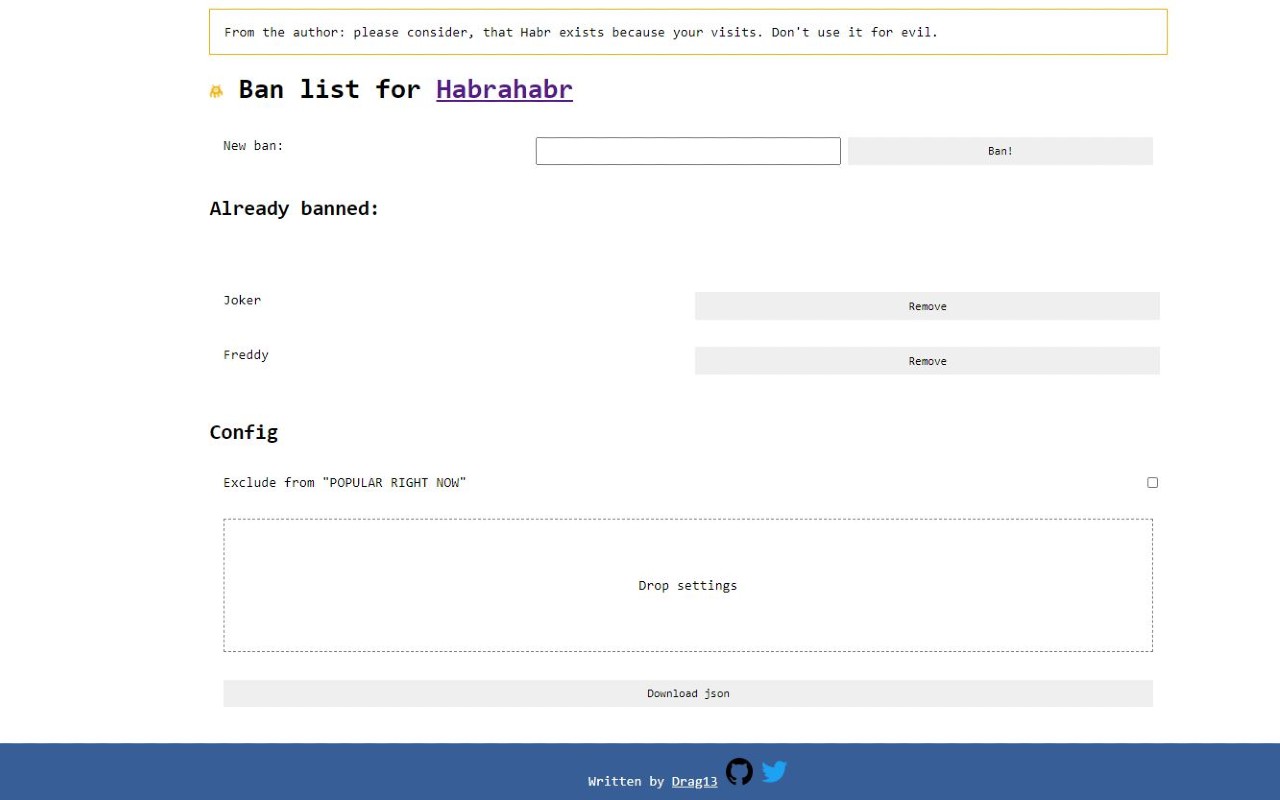 From the author: please consider, that Habr exists because your visits. Don't use it for evil.
Ban list for Habrahabr
New ban:
Ban!
Already banned:
Joker
Remove
Freddy
Remove
Config
Exclude from "POPULAR RIGHT NOW"
Drop settings
Download json
Written by Drag13